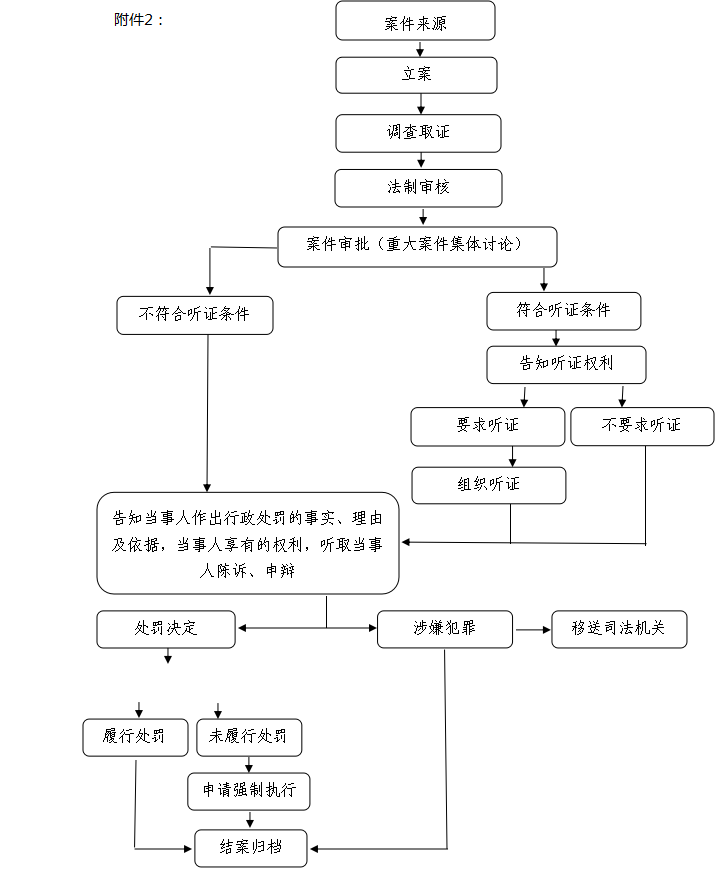 附件2：
案件来源
立案
调查取证
法制审核
案件审批（重大案件集体讨论）
不符合听证条件
符合听证条件
告知听证权利
要求听证
不要求听证
组织听证
告知当事人作出行政处罚的事实、理由
及依据，当事人享有的权利，听取当事
人陈诉、申辩
处罚决定
涉嫌犯罪
移送司法机关
履行处罚
未履行处罚
申请强制执行
结案归档